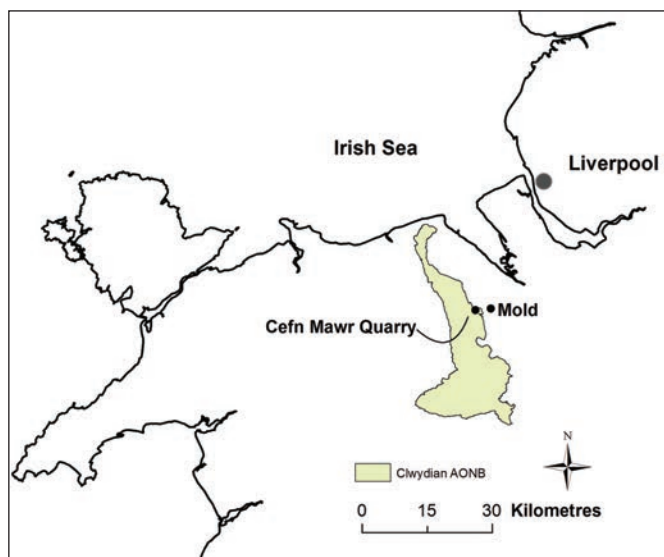 Irish Sea
Liverpool
Mold
Cefn Mawr Quarry
N
Clwydian AONB
Kilometres
0 15 30